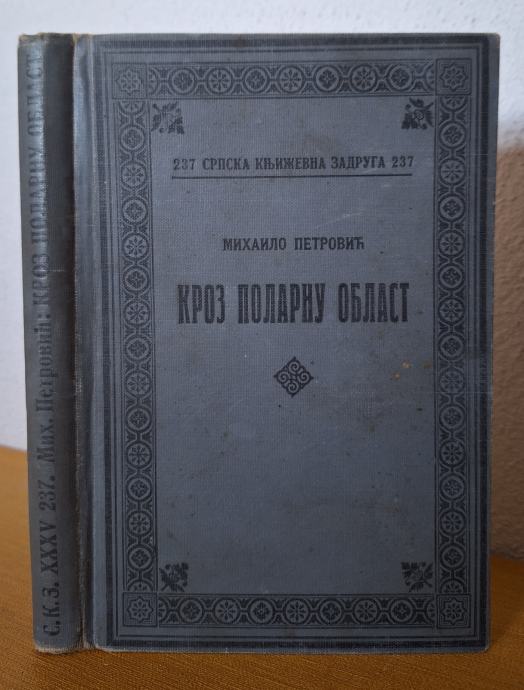 С.К.З. XXXV 237. Мих. Петровић: КРОЗ ПОЛАРНУ ОБЛАСТ
237 СРПСКА КЊИЖЕВНА ЗАДРУГА 237
МИХАИЛО ПЕТРОВИЋ
КРОЗ ПОЛАРНУ ОБЛАСТ